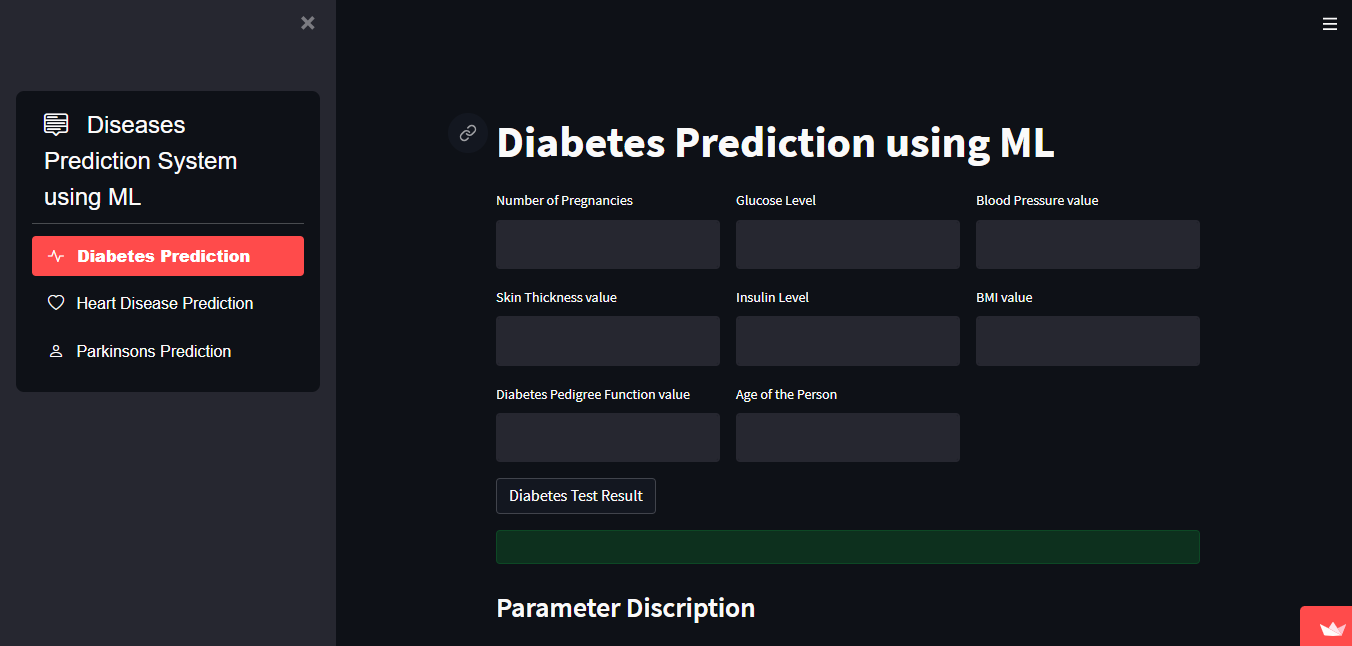 Diseases
Prediction System
using ML
Diabetes Prediction
Heart Disease Prediction
Parkinsons Prediction
Diabetes Prediction using ML
Number of Pregnancies
Glucose Level
Blood Pressure value
Skin Thickness value
Insulin Level
BMI value
Diabetes Pedigree Function value
Age of the Person
Diabetes Test Result
Parameter Discription